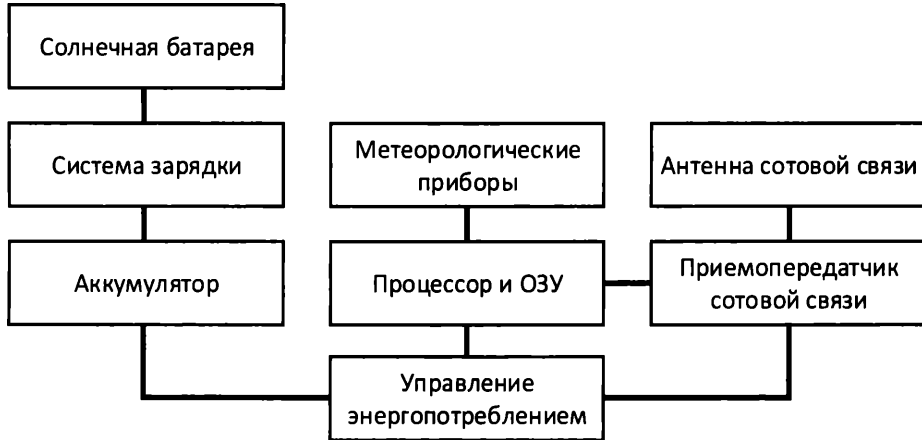 Солнечная батарея
Система зарядки
Метеорологические
приборы
Антенна сотовой связи
Аккумулятор
Процессор и ОЗУ
Приемопередатчик
сотовой связи
Управление
энергопотреблением